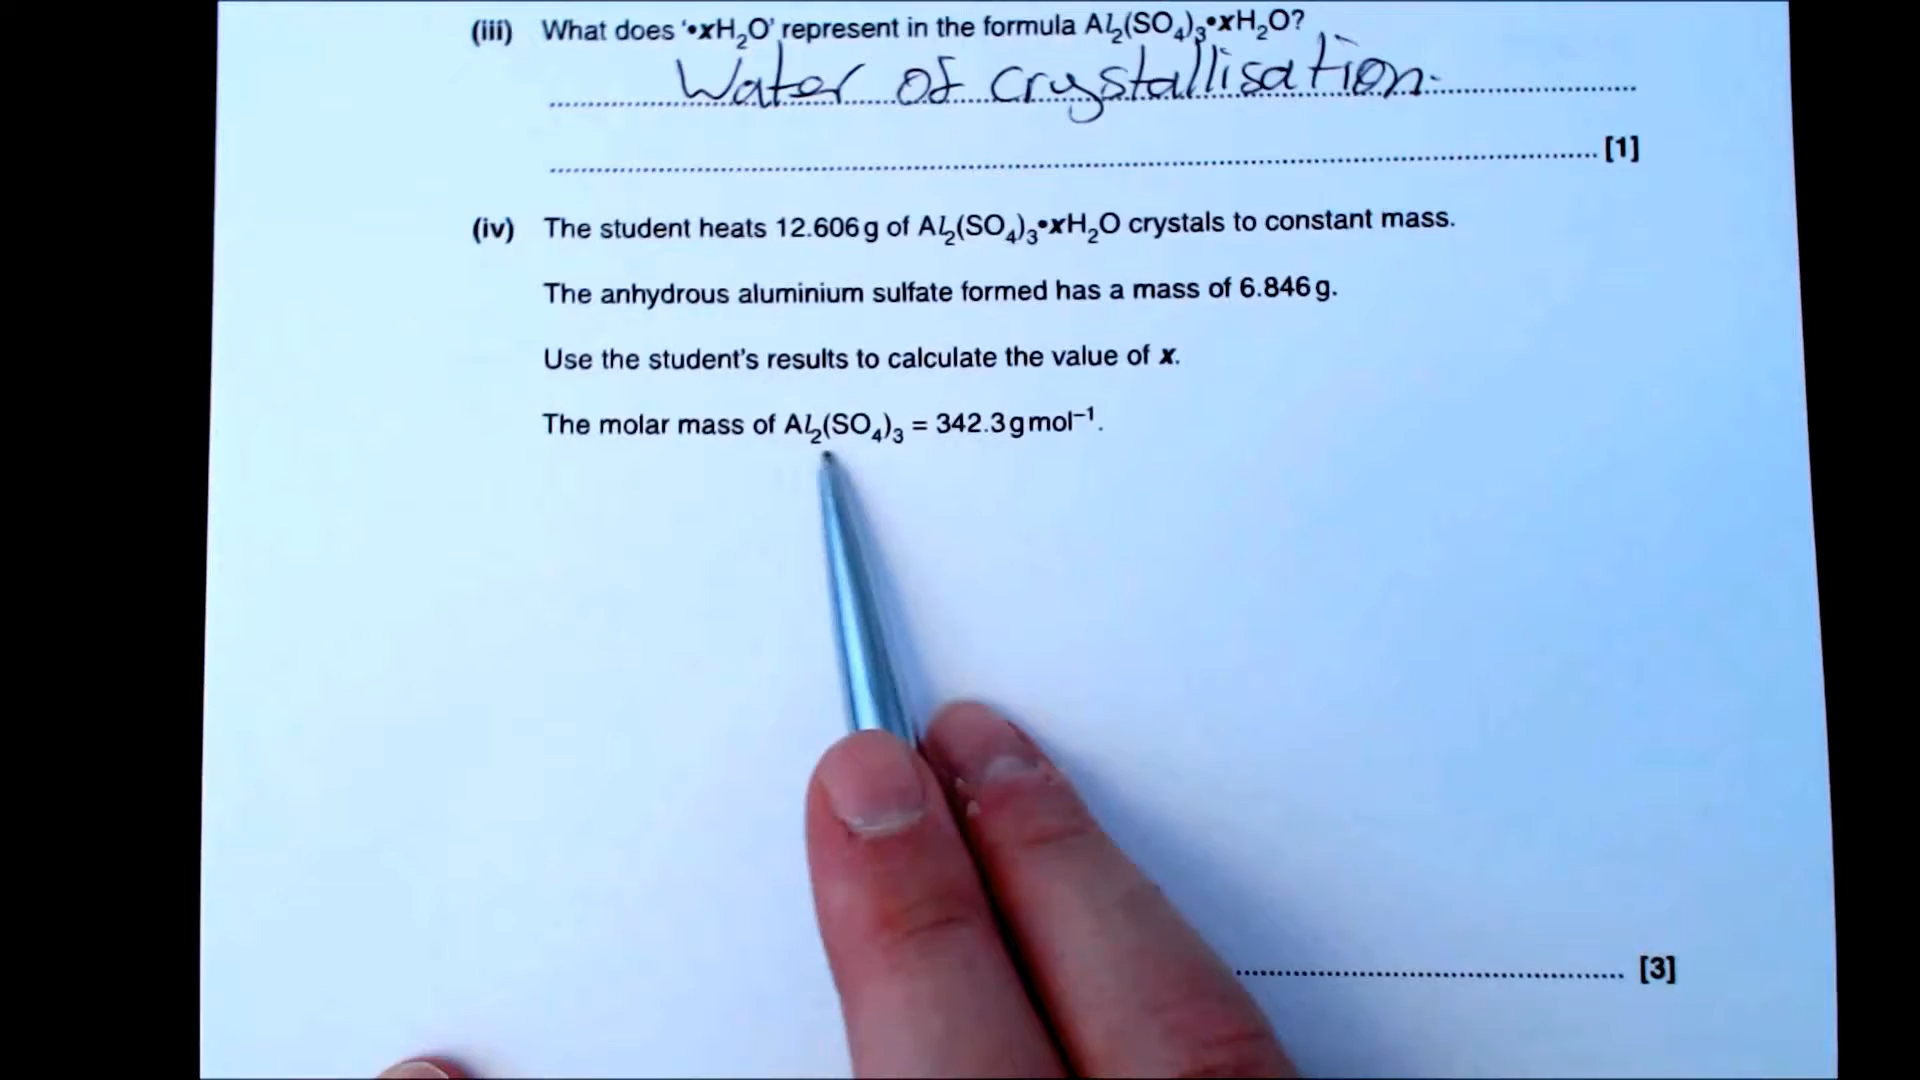 (iii) What does '•xH₂O' represent in the formula Al₂(SO₄)₃•xH₂O?
Water of crystallisation.
[1]
(iv) The student heats 12.606 g of Al₂(SO₄)₃•xH₂O crystals to constant mass.
The anhydrous aluminium sulfate formed has a mass of 6.846 g.
Use the student's results to calculate the value of x.
The molar mass of Al₂(SO₄)₃ = 342.3 g mol⁻¹.
[3]